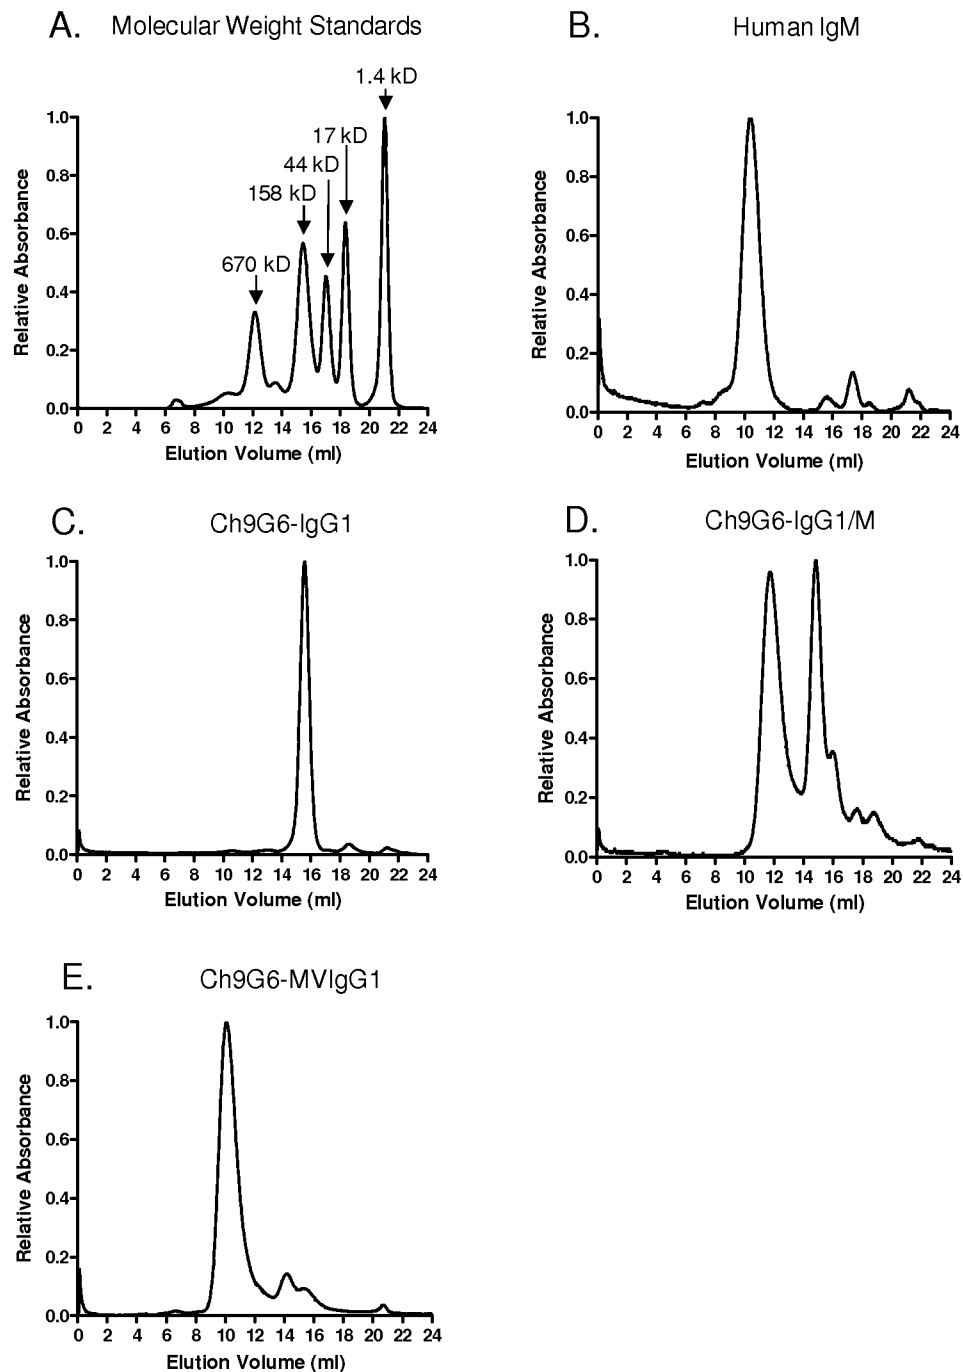 A. Molecular Weight Standards
1.4 kD
17 kD
44 kD
158 kD
670 kD
1.0
0.8
0.6
0.4
0.2
0.0
Relative Absorbance
0 2 4 6 8 10 12 14 16 18 20 22 24
Elution Volume (ml)
B. Human IgM
1.0
0.8
0.6
0.4
0.2
0.0
Relative Absorbance
0 2 4 6 8 10 12 14 16 18 20 22 24
Elution Volume (ml)
C. Ch9G6-IgG1
1.0
0.8
0.6
0.4
0.2
0.0
Relative Absorbance
0 2 4 6 8 10 12 14 16 18 20 22 24
Elution Volume (ml)
D. Ch9G6-IgG1/M
1.0
0.8
0.6
0.4
0.2
0.0
Relative Absorbance
0 2 4 6 8 10 12 14 16 18 20 22 24
Elution Volume (ml)
E. Ch9G6-MVIgG1
1.0
0.8
0.6
0.4
0.2
0.0
Relative Absorbance
0 2 4 6 8 10 12 14 16 18 20 22 24
Elution Volume (ml)